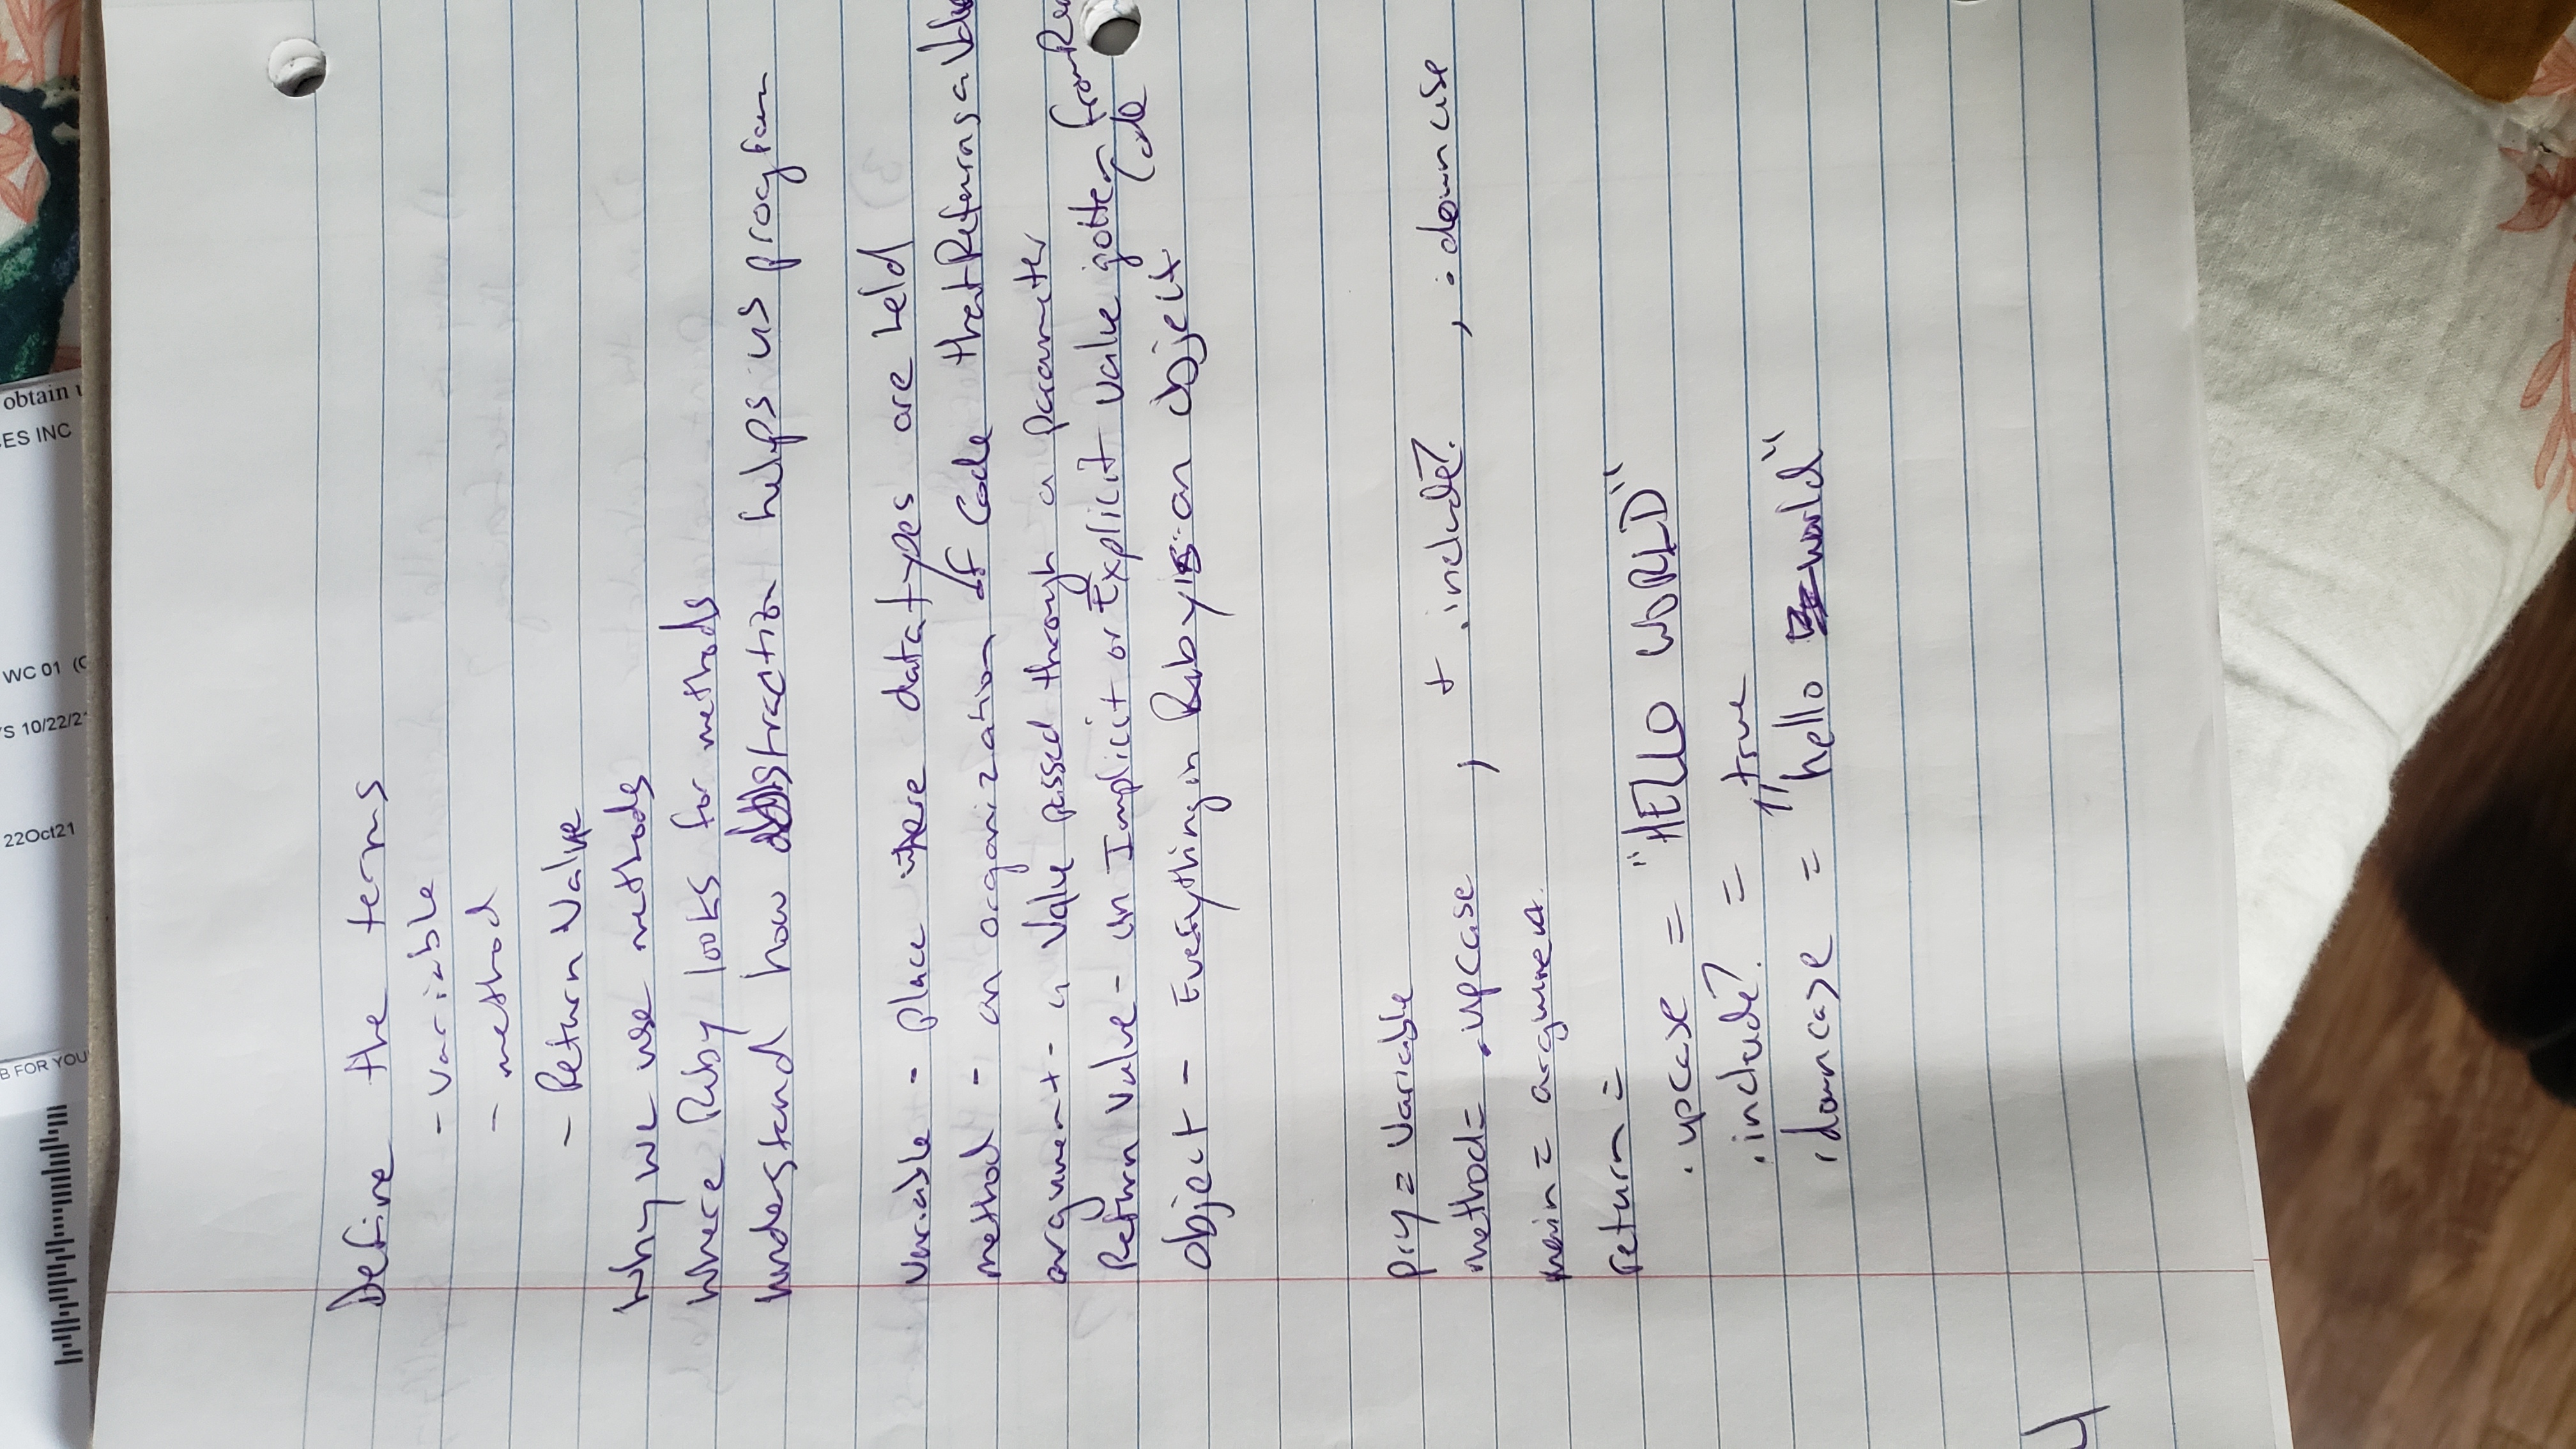 B FOR YOU
22Oct21
'S 10/22/2
WC 01 (C
ES INC
obtain
Define the terms
- variable
- method
- Return Value
Why we use methods
Where Ruby looks for methods
Understand how abstraction helps us program
variable - place where data types are held
method - an organization of Code that Returns a Value
argument - a Value passed through a parameter
Return Value - an Implicit or Explicit value gotten from
Code
object - Everything in Ruby is an object
pry = Variable
method = .upcase , + .include? , .downcase
main = argument
return =
.upcase = "HELLO WORLD"
.include? = true
.downcase = "hello world"
4